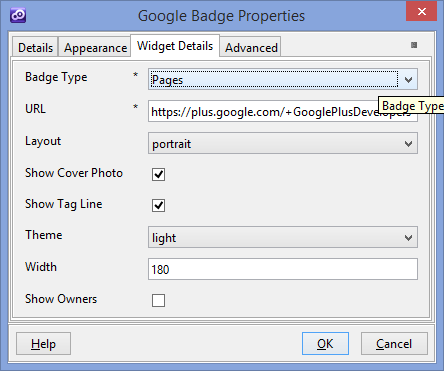 Google Badge Properties
Details Appearance Widget Details Advanced
Badge Type * Pages
Badge Type
URL * https://plus.google.com/+GooglePlusDevelopers
Layout portrait
Show Cover Photo
Show Tag Line
Theme light
Width 180
Show Owners
Help OK Cancel